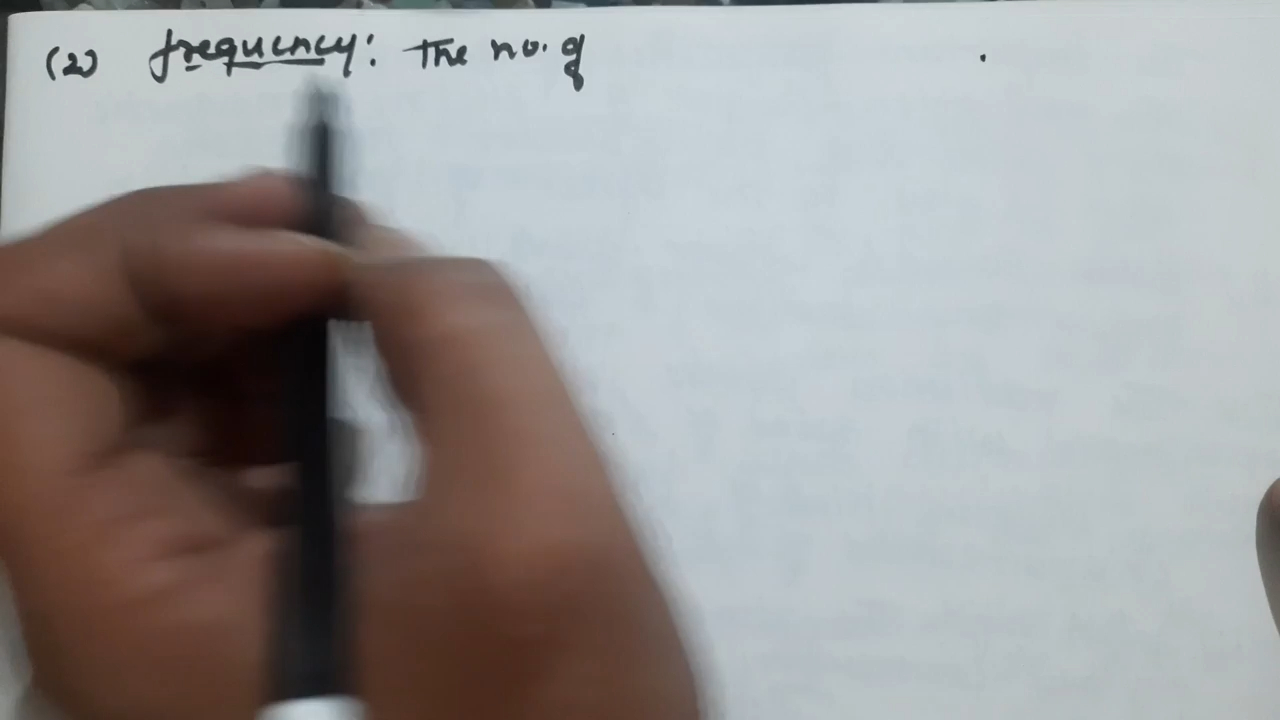 (2) frequency: The no. of